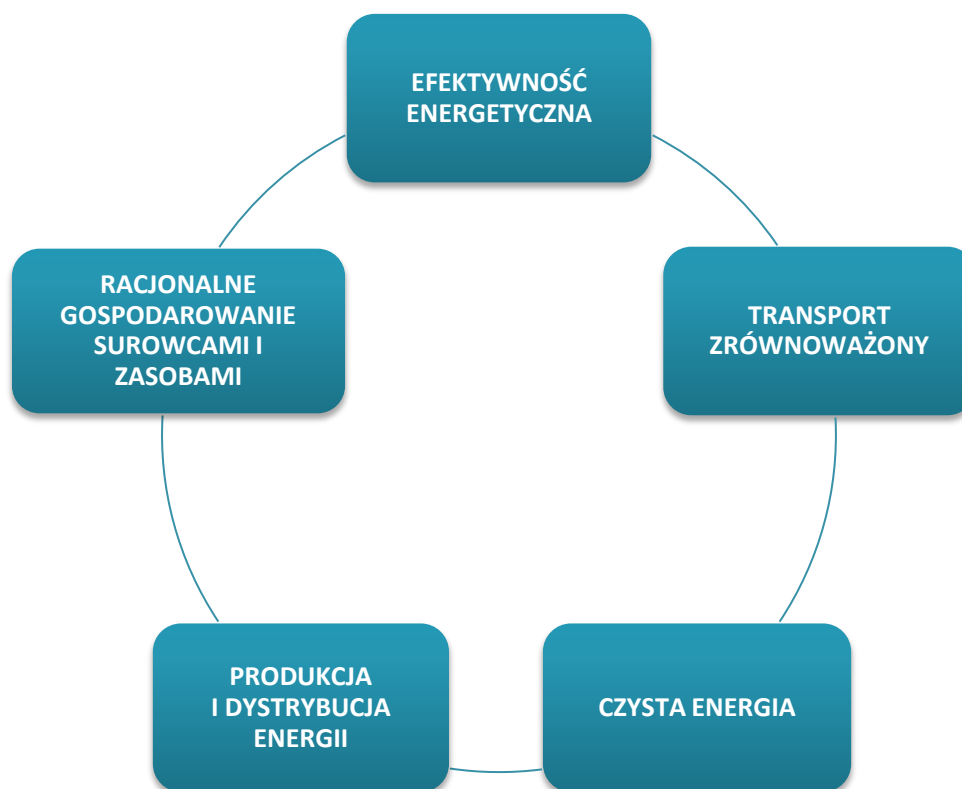 EFEKTYWNOŚĆ
ENERGETYCZNA
RACJONALNE
GOSPODAROWANIE
SUROWCAMI I
ZASOBAMI
TRANSPORT
ZRÓWNOWAŻONY
PRODUKCJA
I DYSTRYBUCJA
ENERGII
CZYSTA ENERGIA